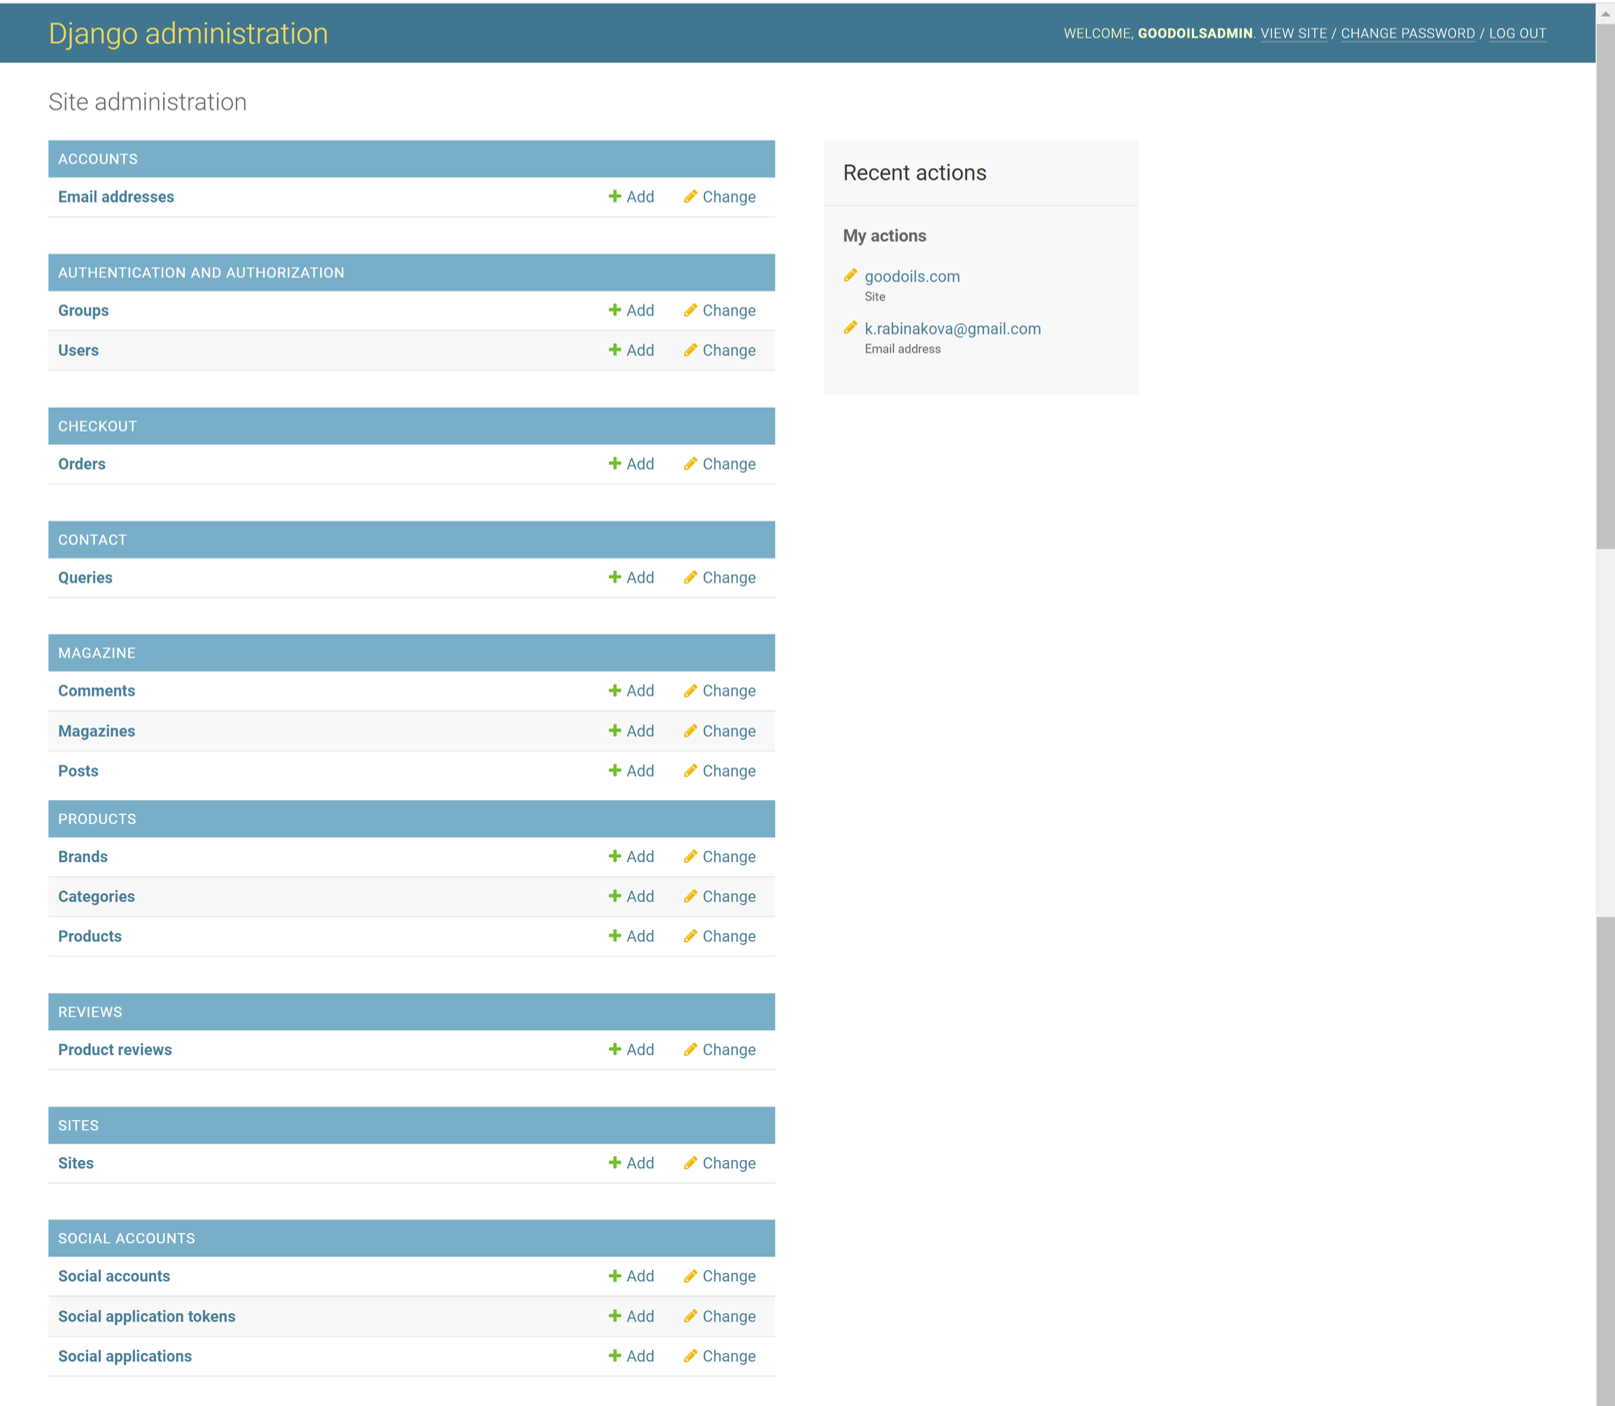 Django administration
WELCOME, GOODOILSADMIN. VIEW SITE / CHANGE PASSWORD / LOG OUT
Site administration
ACCOUNTS
Email addresses Add Change
AUTHENTICATION AND AUTHORIZATION
Groups Add Change
Users Add Change
CHECKOUT
Orders Add Change
CONTACT
Queries Add Change
MAGAZINE
Comments Add Change
Magazines Add Change
Posts Add Change
PRODUCTS
Brands Add Change
Categories Add Change
Products Add Change
REVIEWS
Product reviews Add Change
SITES
Sites Add Change
SOCIAL ACCOUNTS
Social accounts Add Change
Social application tokens Add Change
Social applications Add Change
Recent actions
My actions
goodoils.com
Site
k.rabinakova@gmail.com
Email address